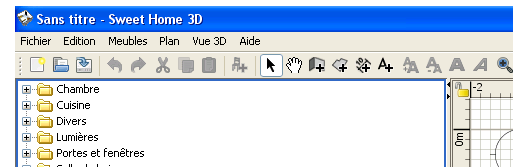 Sans titre - Sweet Home 3D
Fichier Edition Meubles Plan Vue 3D Aide
-2
Chambre
Cuisine
Divers
0m
Lumières
Portes et fenêtres